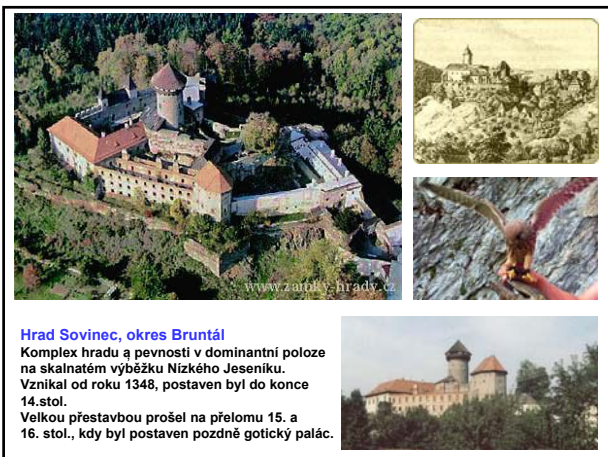 www.zamky-hrady.cz
Hrad Sovinec, okres Bruntál
Komplex hradu a pevnosti v dominantní poloze
na skalnatém výběžku Nízkého Jeseníku.
Vznikal od roku 1348, postaven byl do konce
14.stol.
Velkou přestavbou prošel na přelomu 15. a
16. stol., kdy byl postaven pozdně gotický palác.